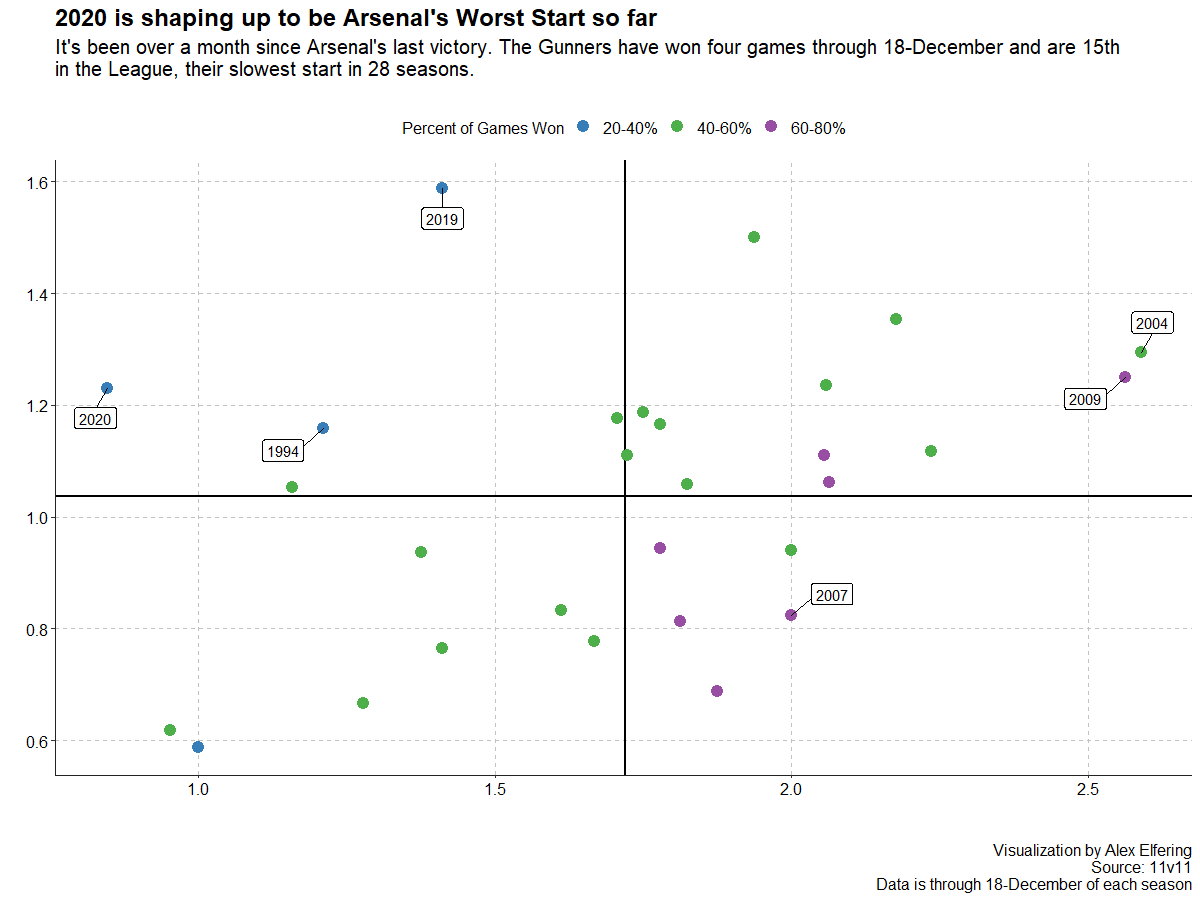 2020 is shaping up to be Arsenal's Worst Start so far
It's been over a month since Arsenal's last victory. The Gunners have won four games through 18-December and are 15th
in the League, their slowest start in 28 seasons.
Percent of Games Won 20-40% 40-60% 60-80%
1.6
2019
1.4
2004
2009
1.2
2020
1994
1.0
2007
0.8
0.6
1.0 1.5 2.0 2.5
Visualization by Alex Elfering
Source: 11v11
Data is through 18-December of each season